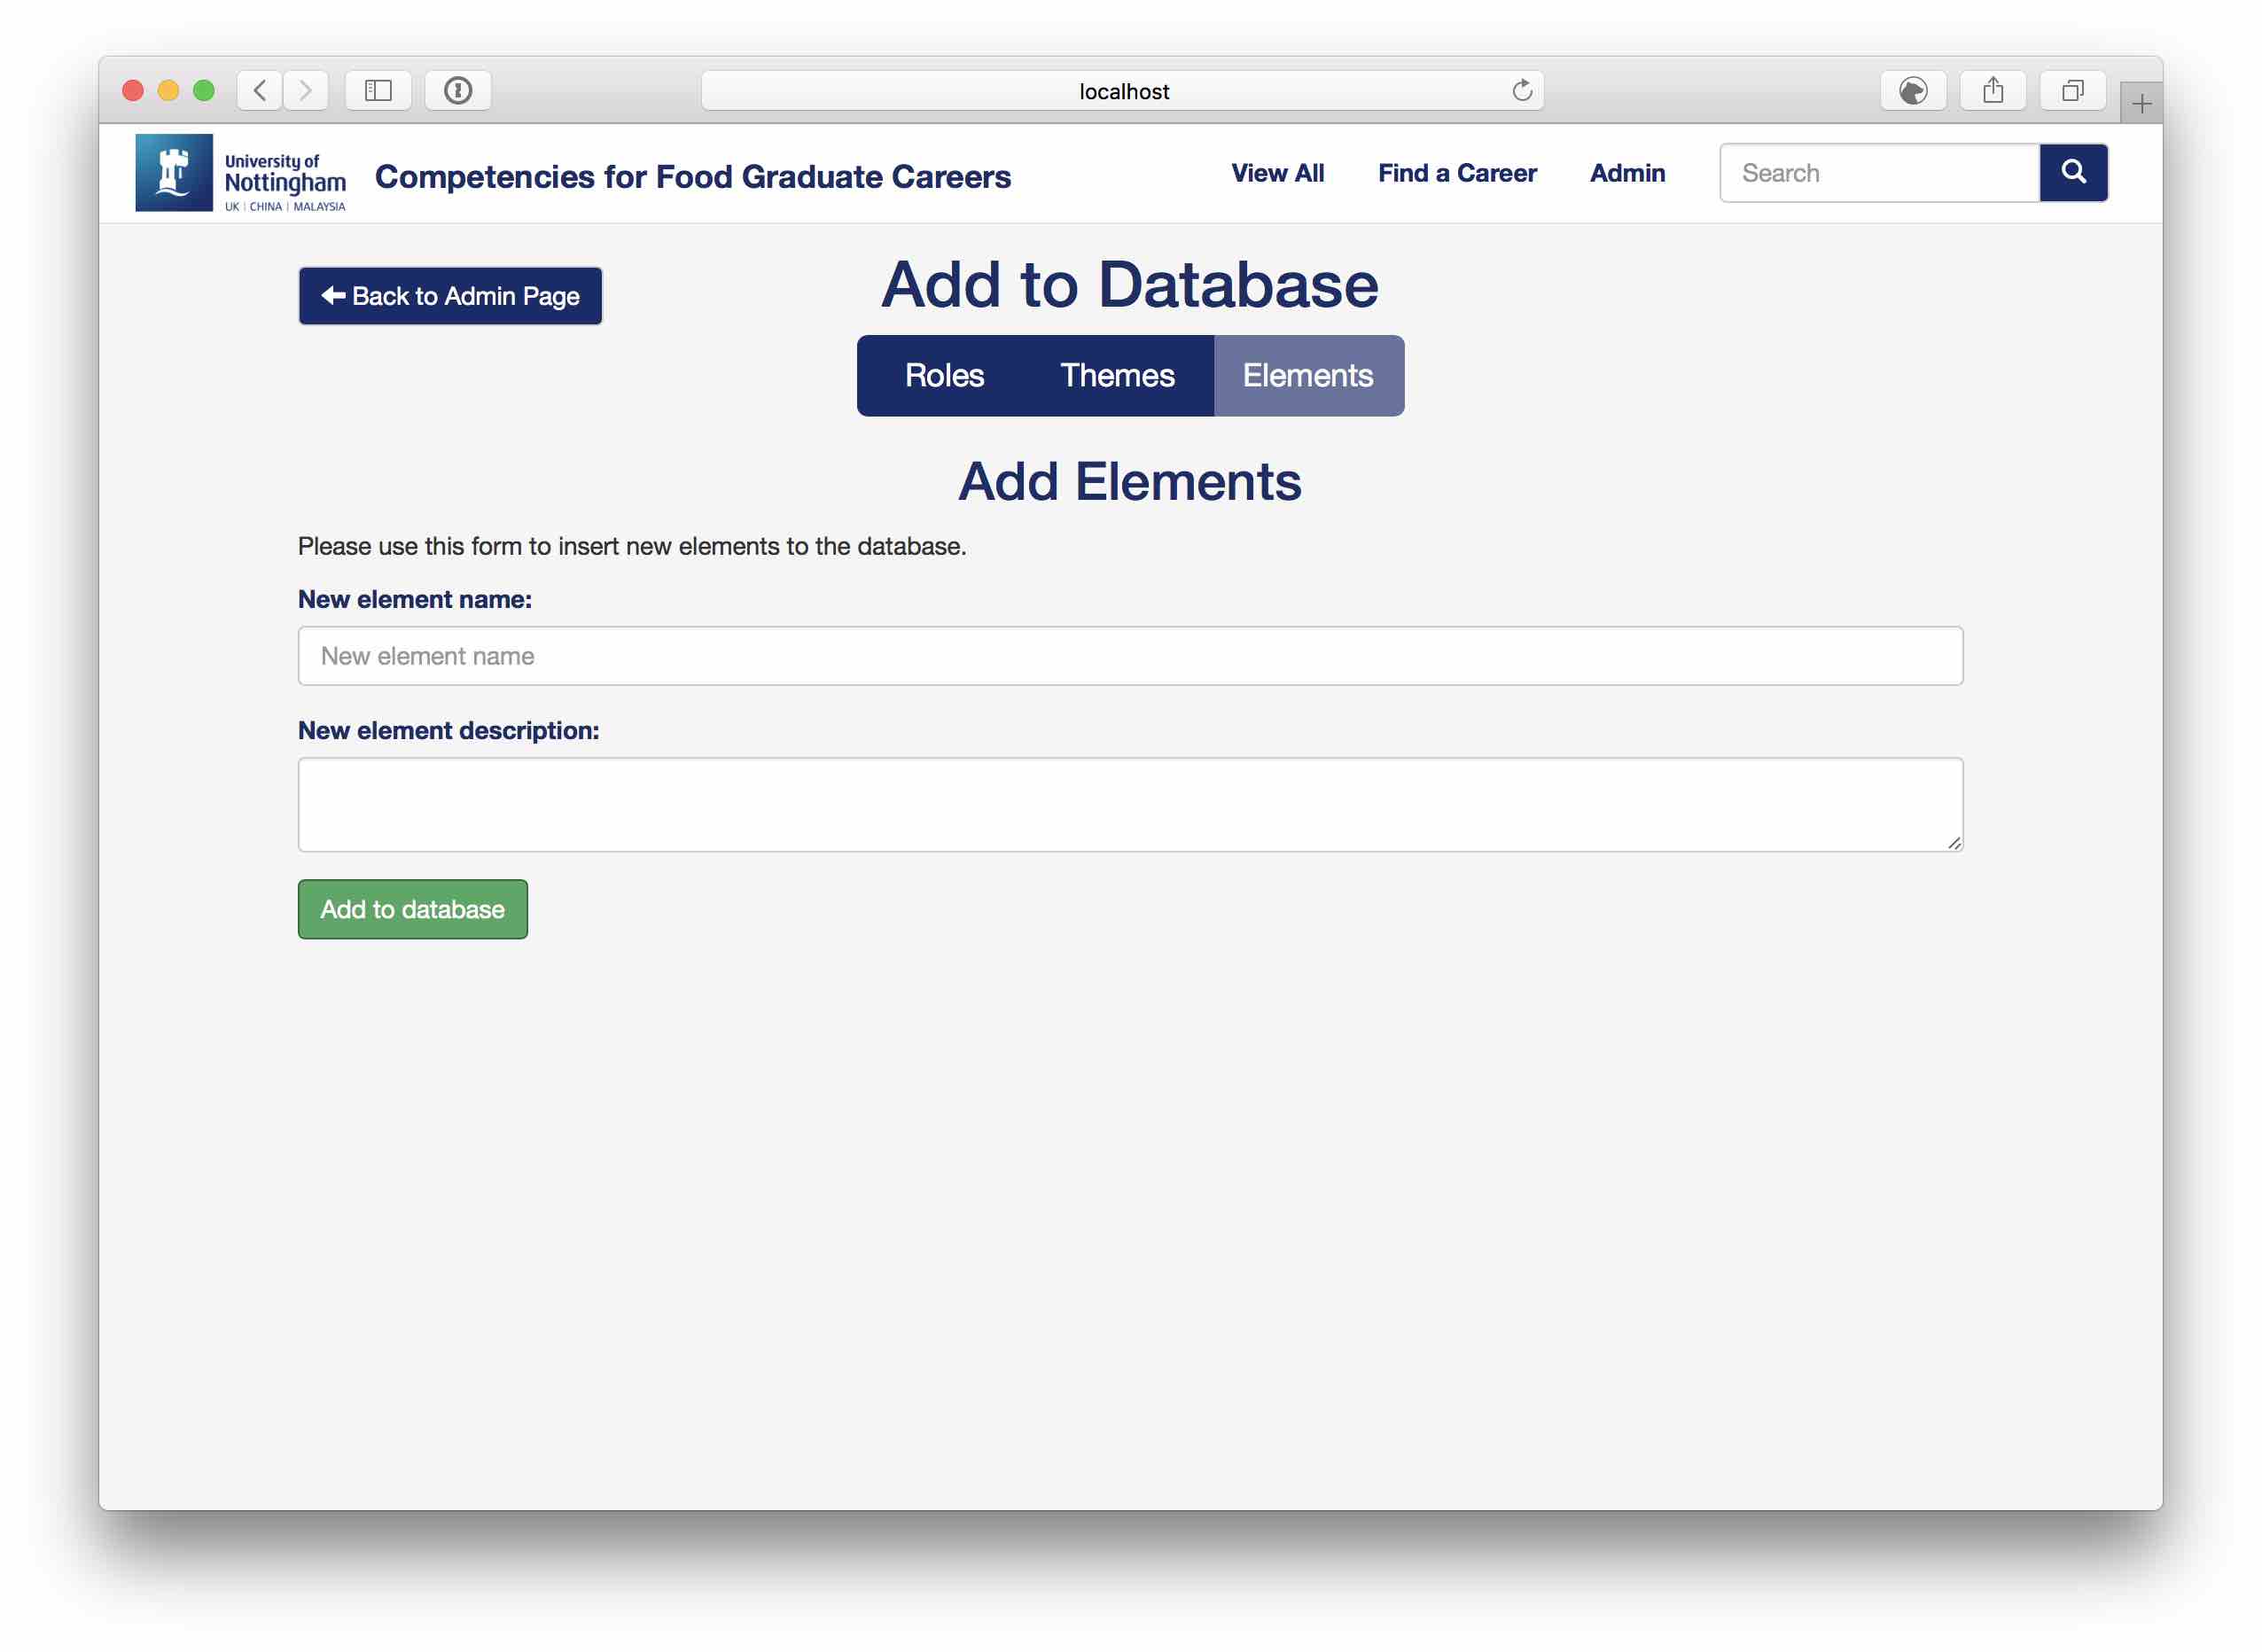 localhost
University of
Nottingham
UK | CHINA | MALAYSIA
Competencies for Food Graduate Careers
View All
Find a Career
Admin
Search
Back to Admin Page
Add to Database
Roles
Themes
Elements
Add Elements
Please use this form to insert new elements to the database.
New element name:
New element name
New element description:
Add to database